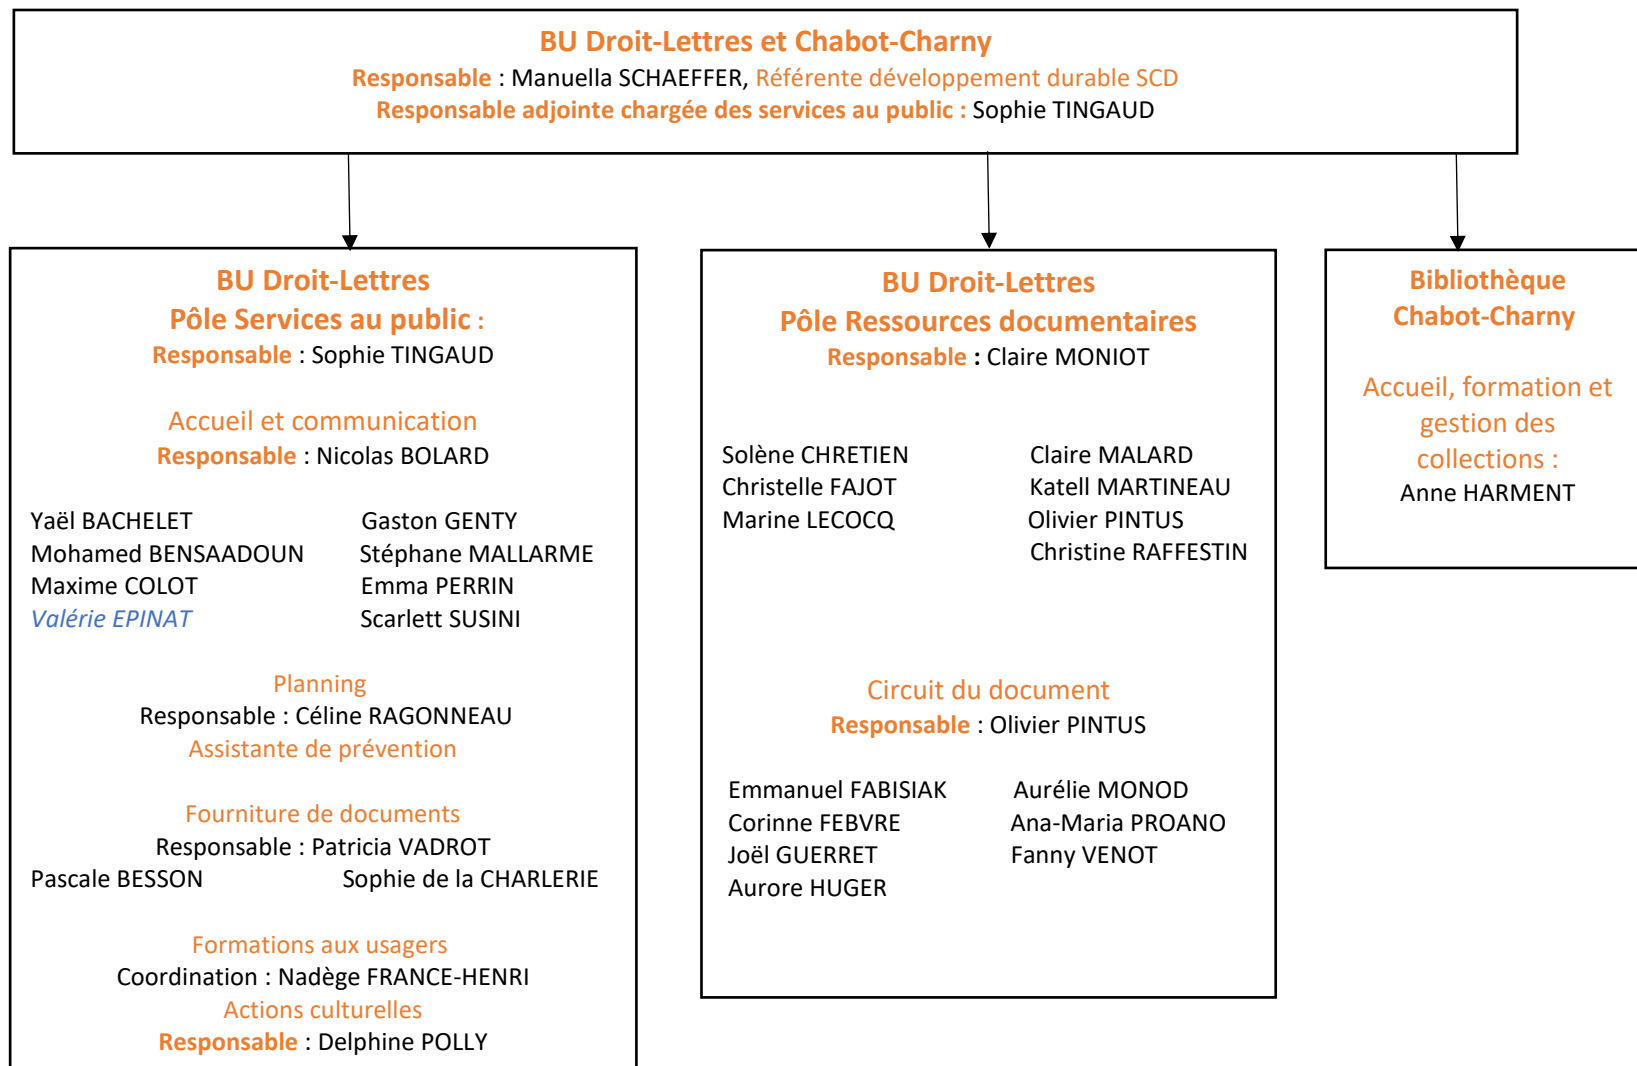 BU Droit-Lettres et Chabot-Charny
Responsable : Manuella SCHAEFFER, Référente développement durable SCD
Responsable adjointe chargée des services au public : Sophie TINGAUD
BU Droit-Lettres
Pôle Services au public :
Responsable : Sophie TINGAUD
Accueil et communication
Responsable : Nicolas BOLARD
Yaël BACHELET Gaston GENTY
Mohamed BENSAADOUN Stéphane MALLARME
Maxime COLOT Emma PERRIN
Valérie EPINAT Scarlett SUSINI
Planning
Responsable : Céline RAGONNEAU
Assistante de prévention
Fourniture de documents
Responsable : Patricia VADROT
Pascale BESSON Sophie de la CHARLERIE
Formations aux usagers
Coordination : Nadège FRANCE-HENRI
Actions culturelles
Responsable : Delphine POLLY
BU Droit-Lettres
Pôle Ressources documentaires
Responsable : Claire MONIOT
Solène CHRETIEN Claire MALARD
Christelle FAJOT Katell MARTINEAU
Marine LECOCQ Olivier PINTUS
Christine RAFFESTIN
Circuit du document
Responsable : Olivier PINTUS
Emmanuel FABISIAK Aurélie MONOD
Corinne FEBVRE Ana-Maria PROANO
Joël GUERRET Fanny VENOT
Aurore HUGER
Bibliothèque
Chabot-Charny
Accueil, formation et
gestion des
collections :
Anne HARMENT